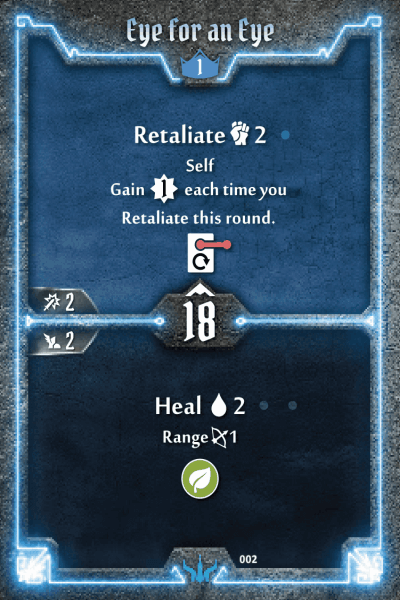 Eye for an Eye
1
Retaliate 2
Self
Gain 1 each time you
Retaliate this round.
2
18
2
Heal 2
Range 1
002